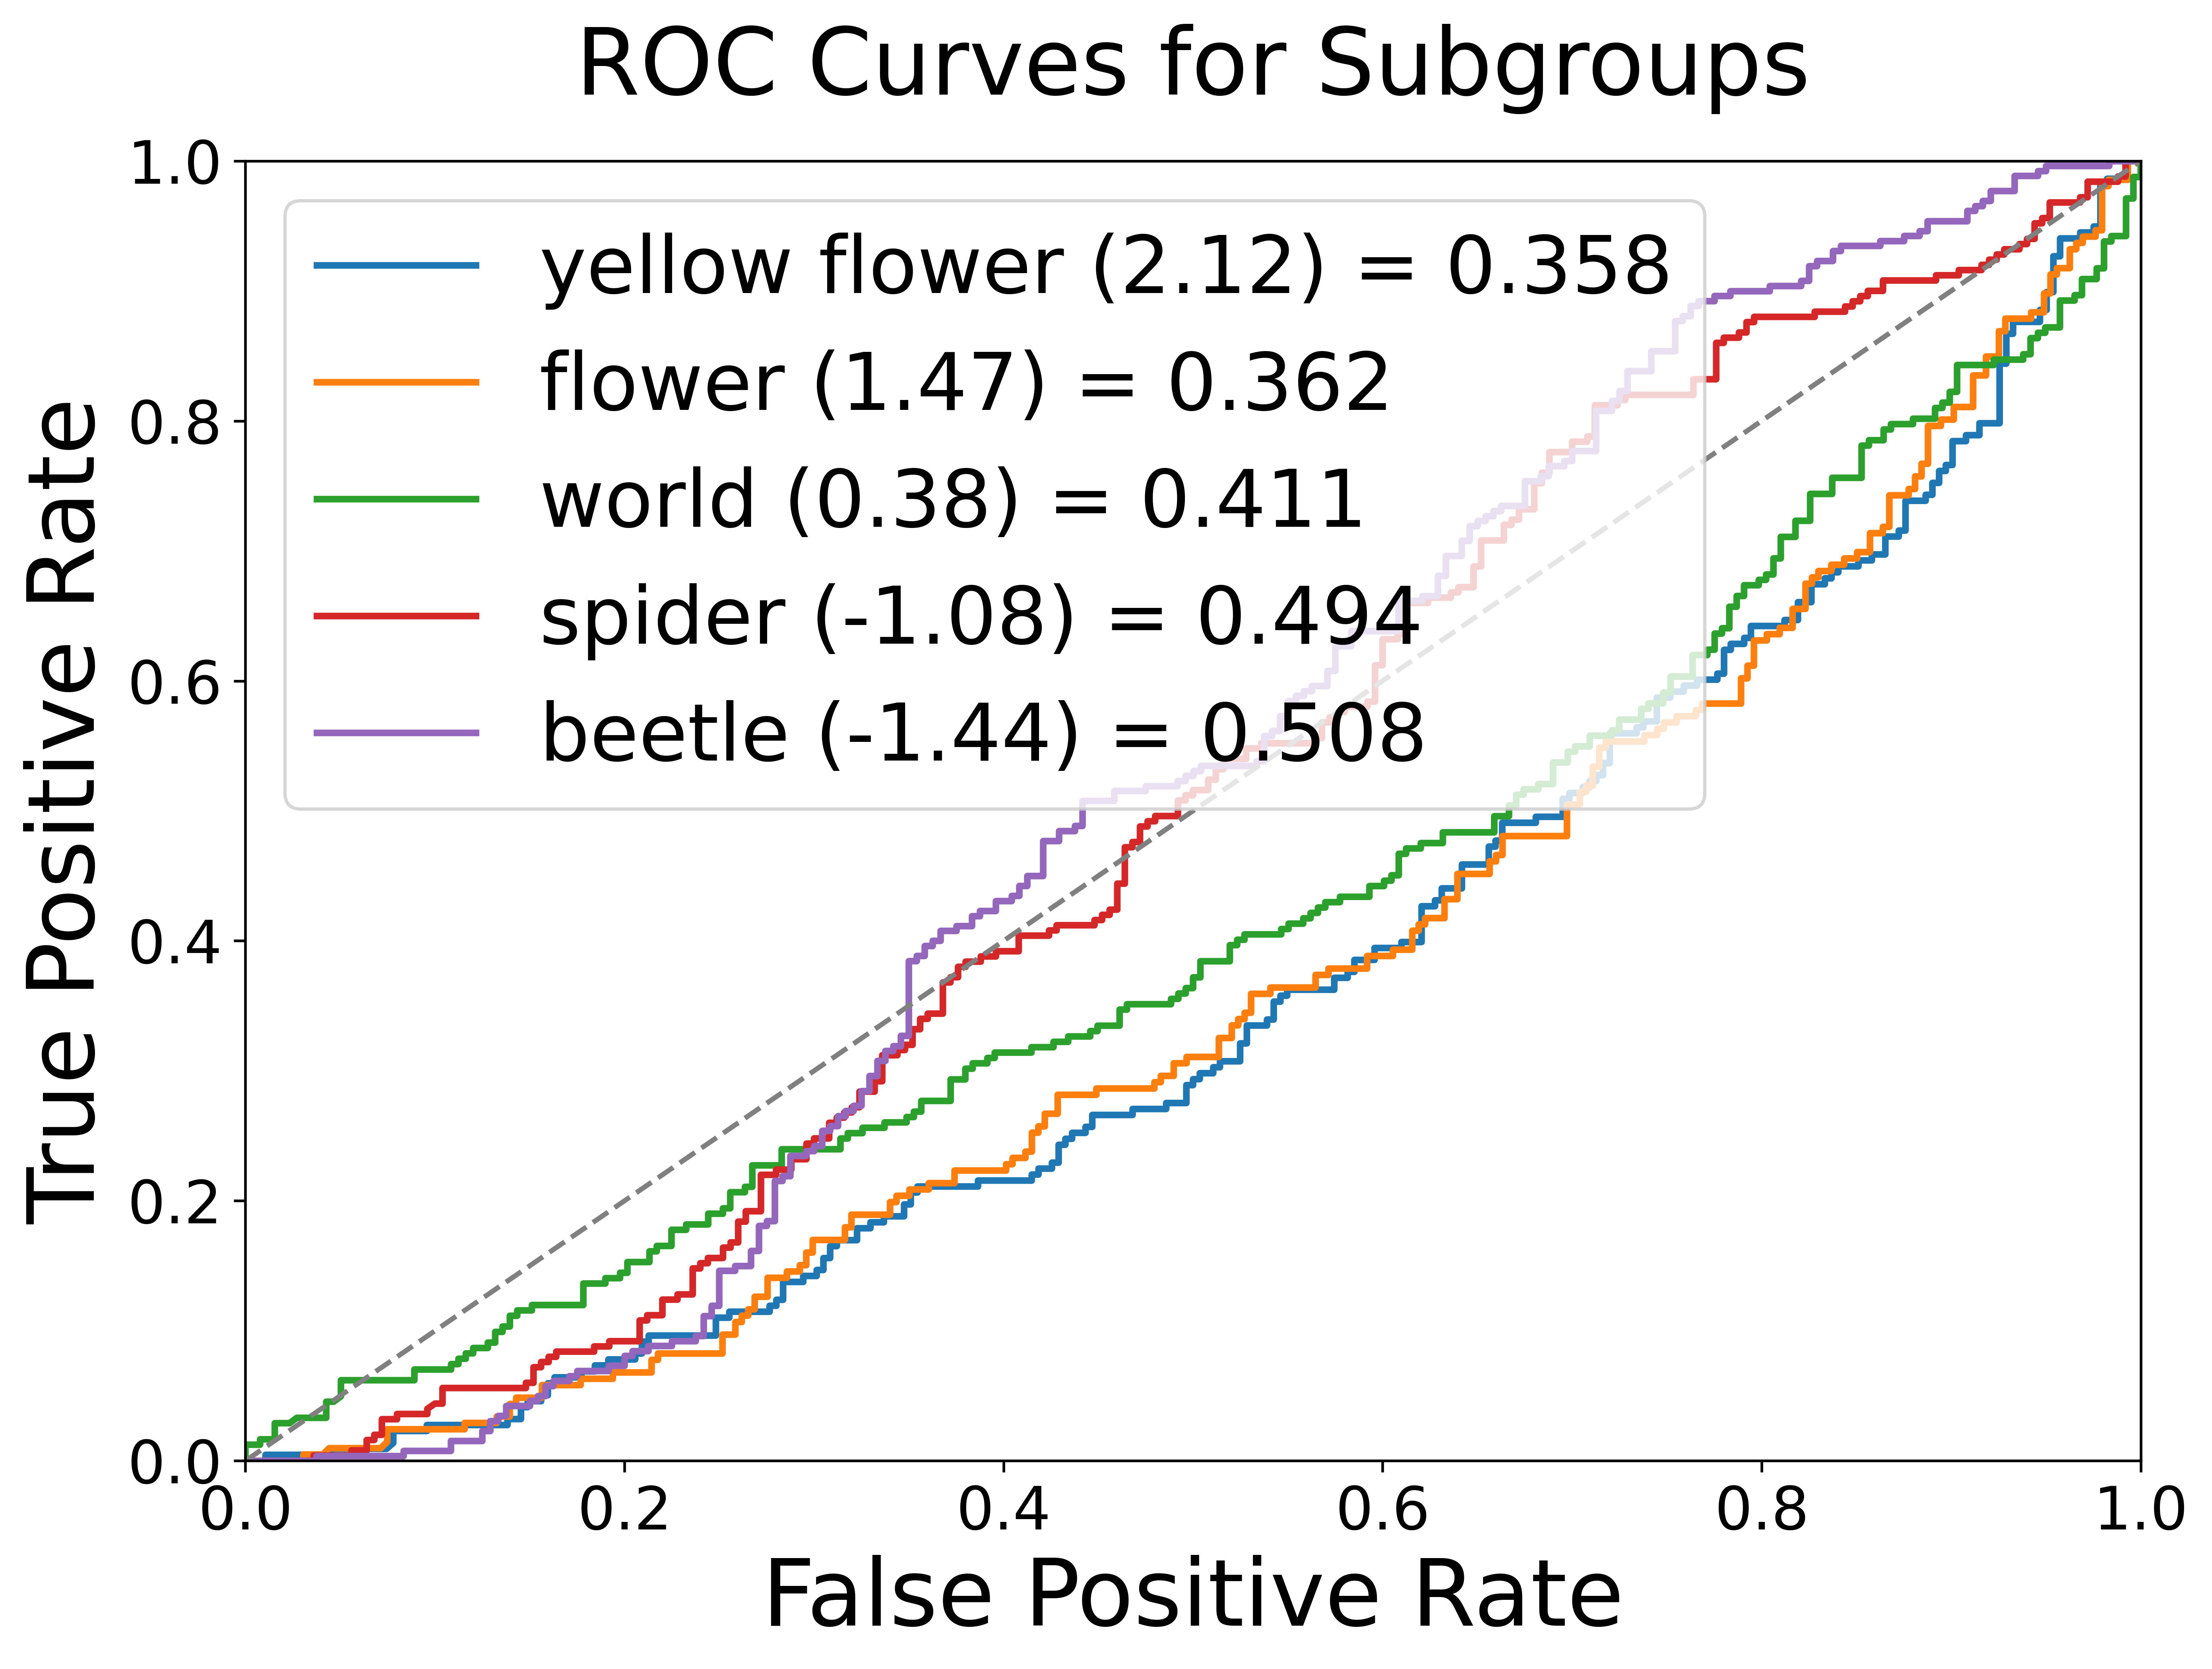 ROC Curves for Subgroups
True Positive Rate
1.0
0.8
0.6
0.4
0.2
0.0
yellow flower (2.12) = 0.358
flower (1.47) = 0.362
world (0.38) = 0.411
spider (-1.08) = 0.494
beetle (-1.44) = 0.508
0.0 0.2 0.4 0.6 0.8 1.0
False Positive Rate